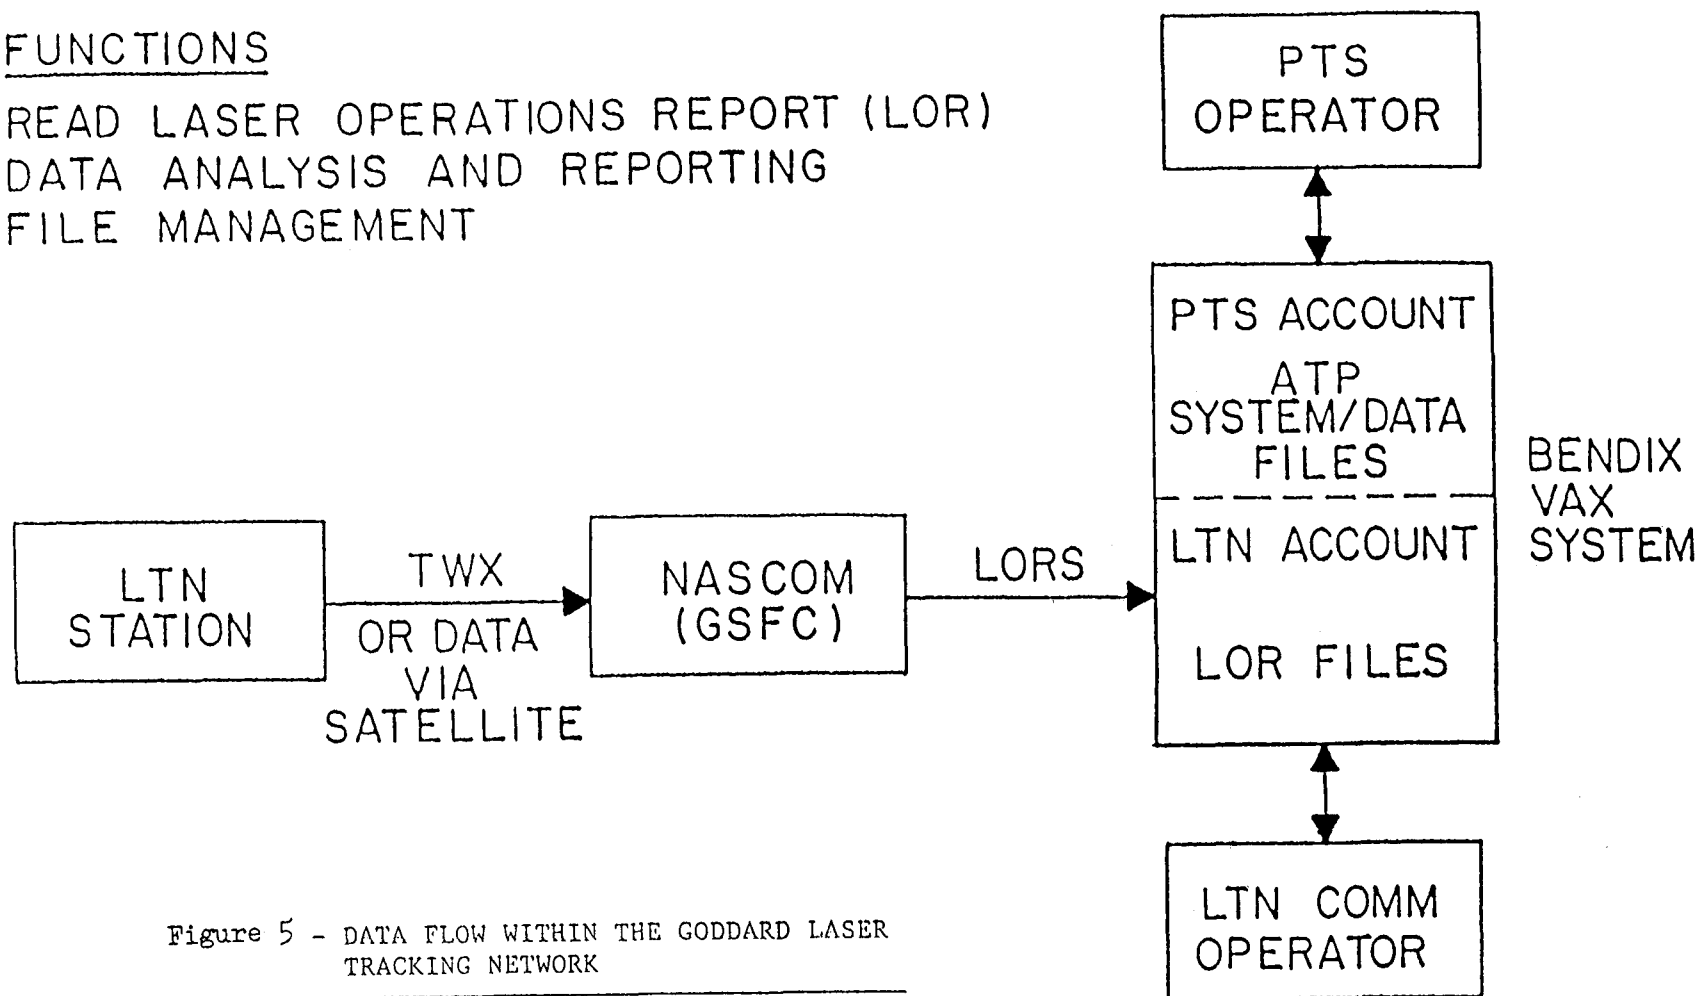 FUNCTIONS
READ LASER OPERATIONS REPORT (LOR)
DATA ANALYSIS AND REPORTING
FILE MANAGEMENT
PTS
OPERATOR
PTS ACCOUNT
ATP
SYSTEM/DATA
FILES
LTN ACCOUNT
LOR FILES
BENDIX
VAX
SYSTEM
LTN
STATION
TWX
OR DATA
VIA
SATELLITE
NASCOM
(GSFC)
LORS
LTN COMM
OPERATOR
Figure 5 - DATA FLOW WITHIN THE GODDARD LASER
TRACKING NETWORK